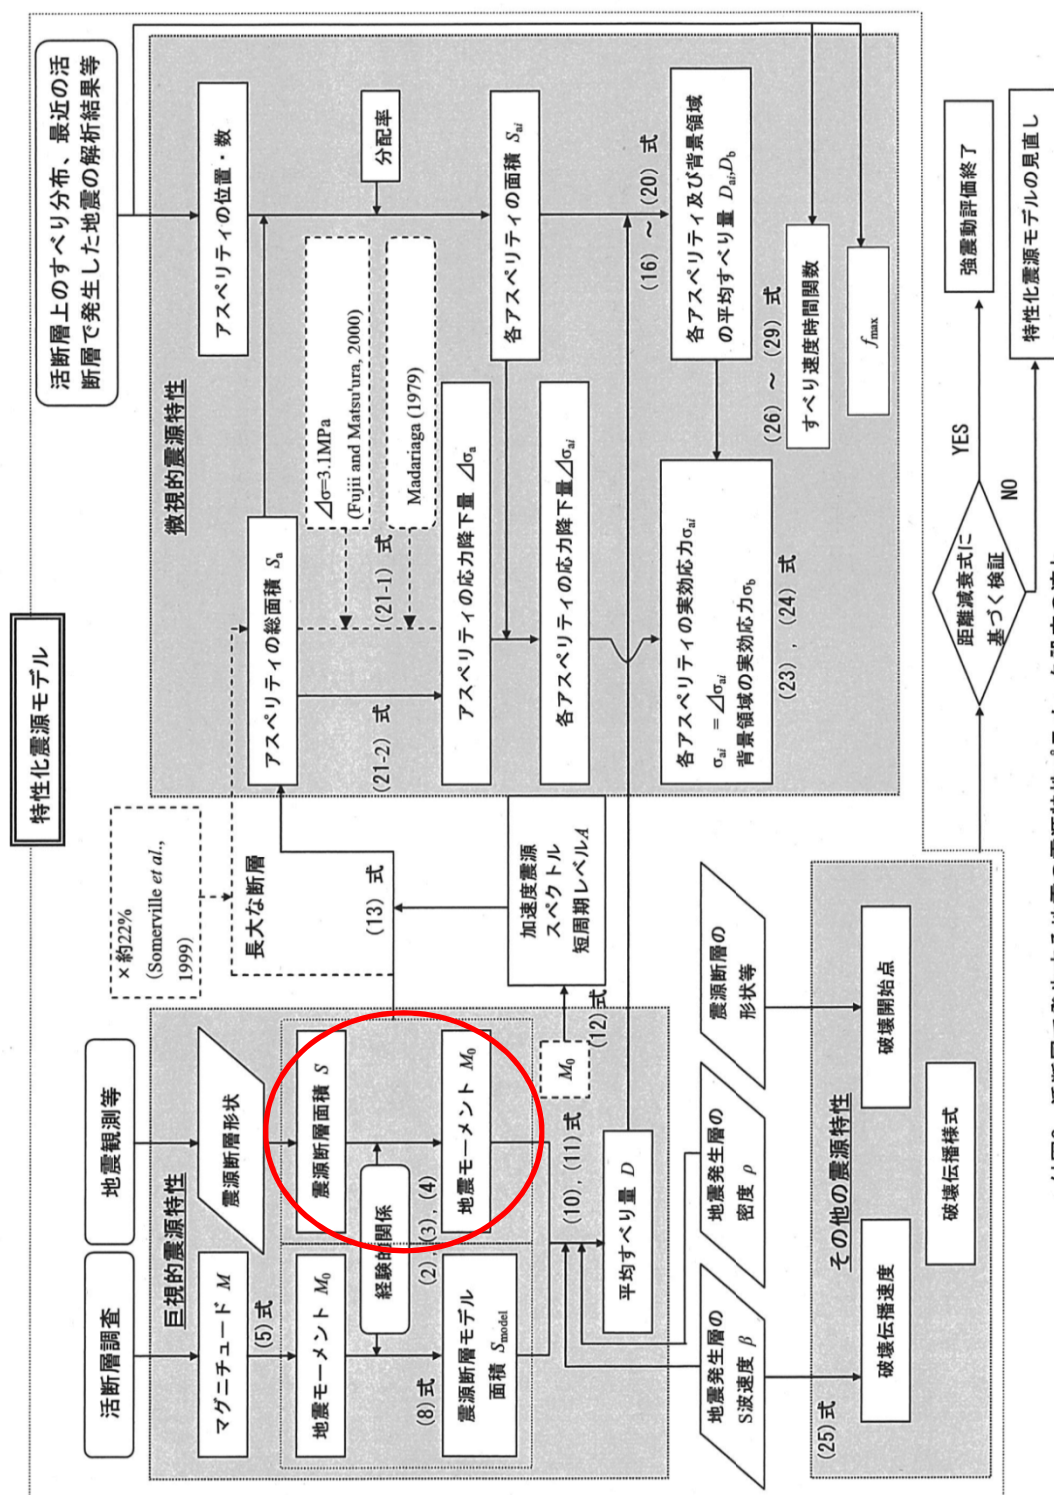 特性化震源モデル
活断層調査
地震観測等
活断層上のすべり分布、最近の活
断層で発生した地震の解析結果等
巨視的震源特性
マグニチュード M
(5)式
地震モーメント M₀
(8)式
震源断層モデル
面積 Smodel
震源断層形状
震源断層面積 S
経験的関係
(2), (3), (4)
地震モーメント M₀
(10), (11)式
平均すべり量 D
×約22%
(Somerville et al.,
1999)
長大な断層
(13) 式
M₀
(12)式
加速度震源
スペクトル
短周期レベルA
微視的震源特性
アスペリティの総面積 Sa
アスペリティの位置・数
分配率
(21-2) 式
(21-1) 式
⊿σ=3.1MPa
(Fujii and Matsu'ura, 2000)
Madariaga (1979)
アスペリティの応力降下量 ⊿σa
各アスペリティの面積 Sai
各アスペリティの応力降下量⊿σai
(16) ~ (20) 式
各アスペリティ及び背景領域
の平均すべり量 Dai,Db
各アスペリティの実効応力σai
σai = ⊿σai
背景領域の実効応力σb
(23) , (24) 式
(26) ~ (29) 式
すべり速度時間関数
fmax
地震発生層の
S波速度 β
地震発生層の
密度 ρ
震源断層の
形状等
(25)式
その他の震源特性
破壊伝播速度
破壊開始点
破壊伝播様式
距離減衰式に
基づく検証
YES
NO
強震動評価終了
特性化震源モデルの見直し